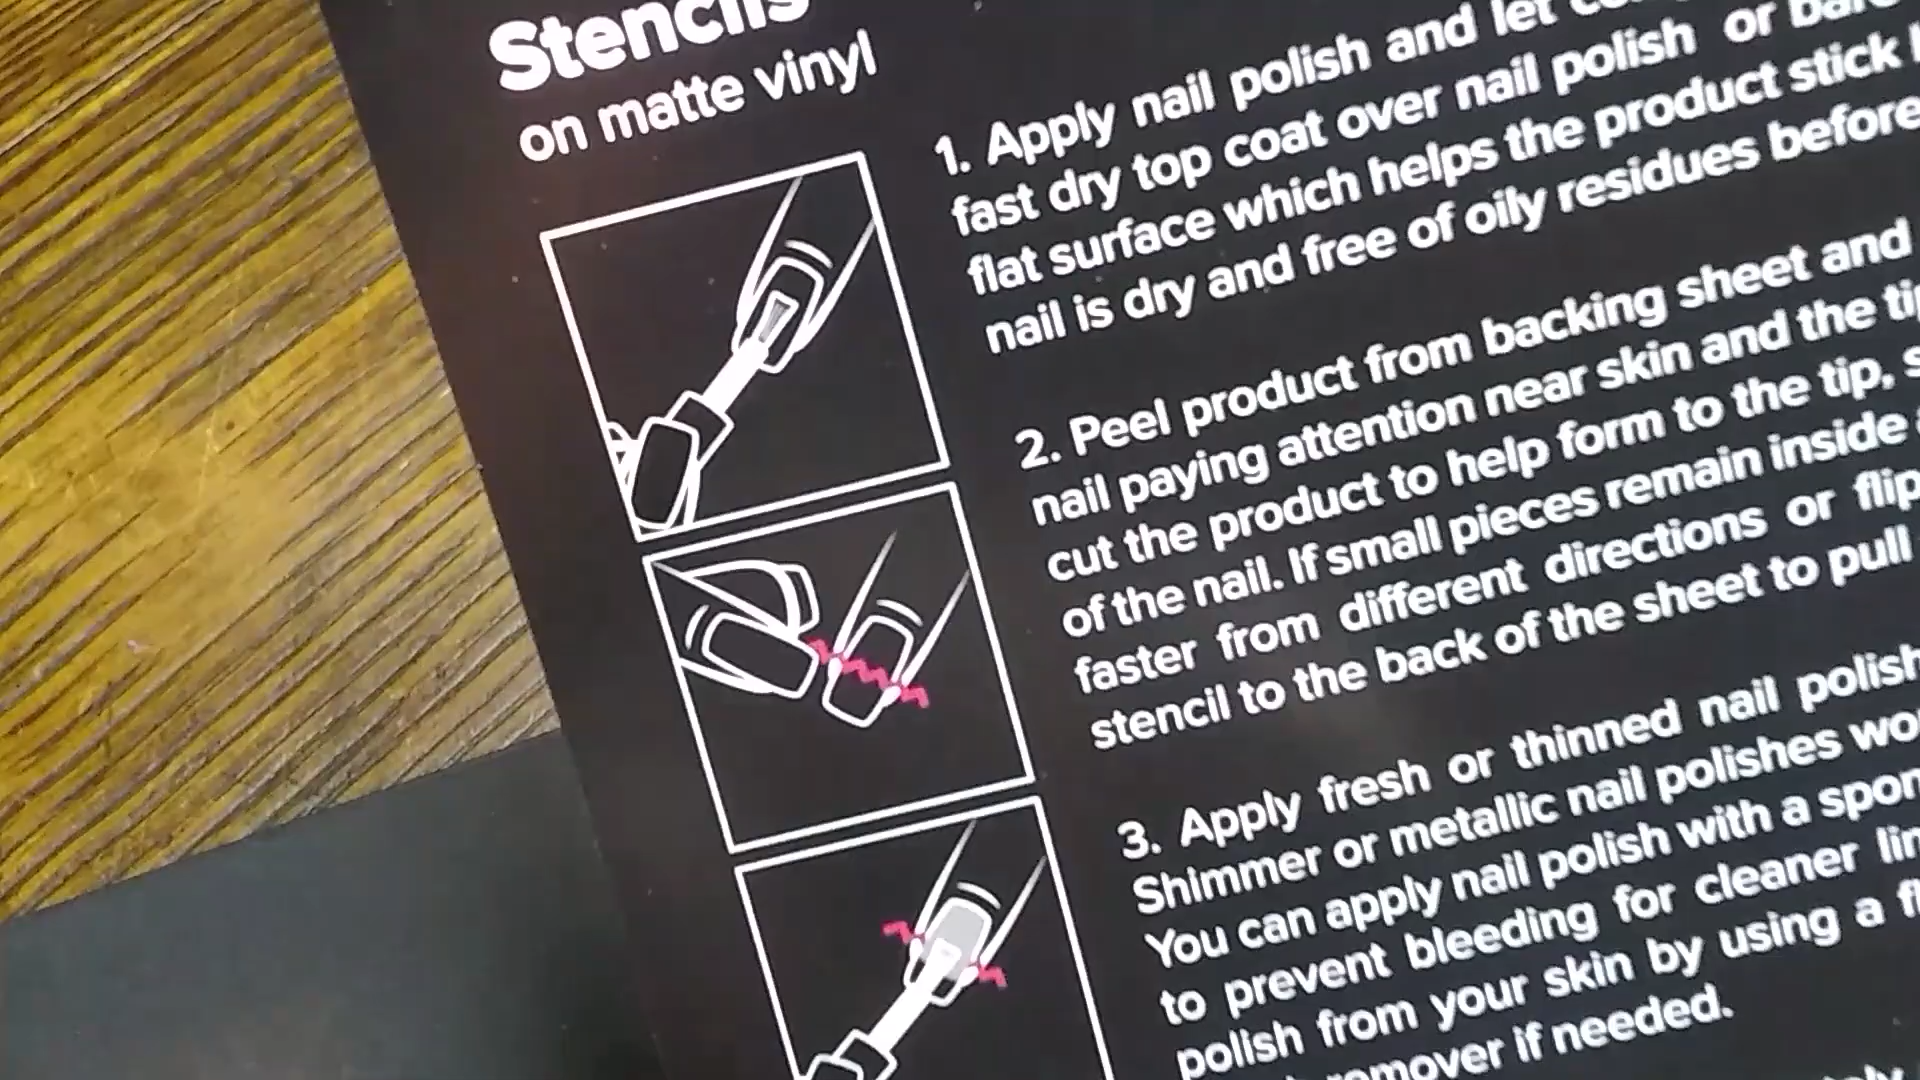 Stencils
on matte vinyl
1. Apply nail polish and let
fast dry top coat over nail polish or
flat surface which helps the product stick
nail is dry and free of oily residues before
2. Peel product from backing sheet and
nail paying attention near skin and the
cut the product to help form to the tip,
of the nail. If small pieces remain inside
faster from different directions or
stencil to the back of the sheet to pull
3. Apply fresh or thinned nail polish
Shimmer or metallic nail polishes
You can apply nail polish with a
to prevent bleeding for cleaner
polish from your skin by using a
if needed.